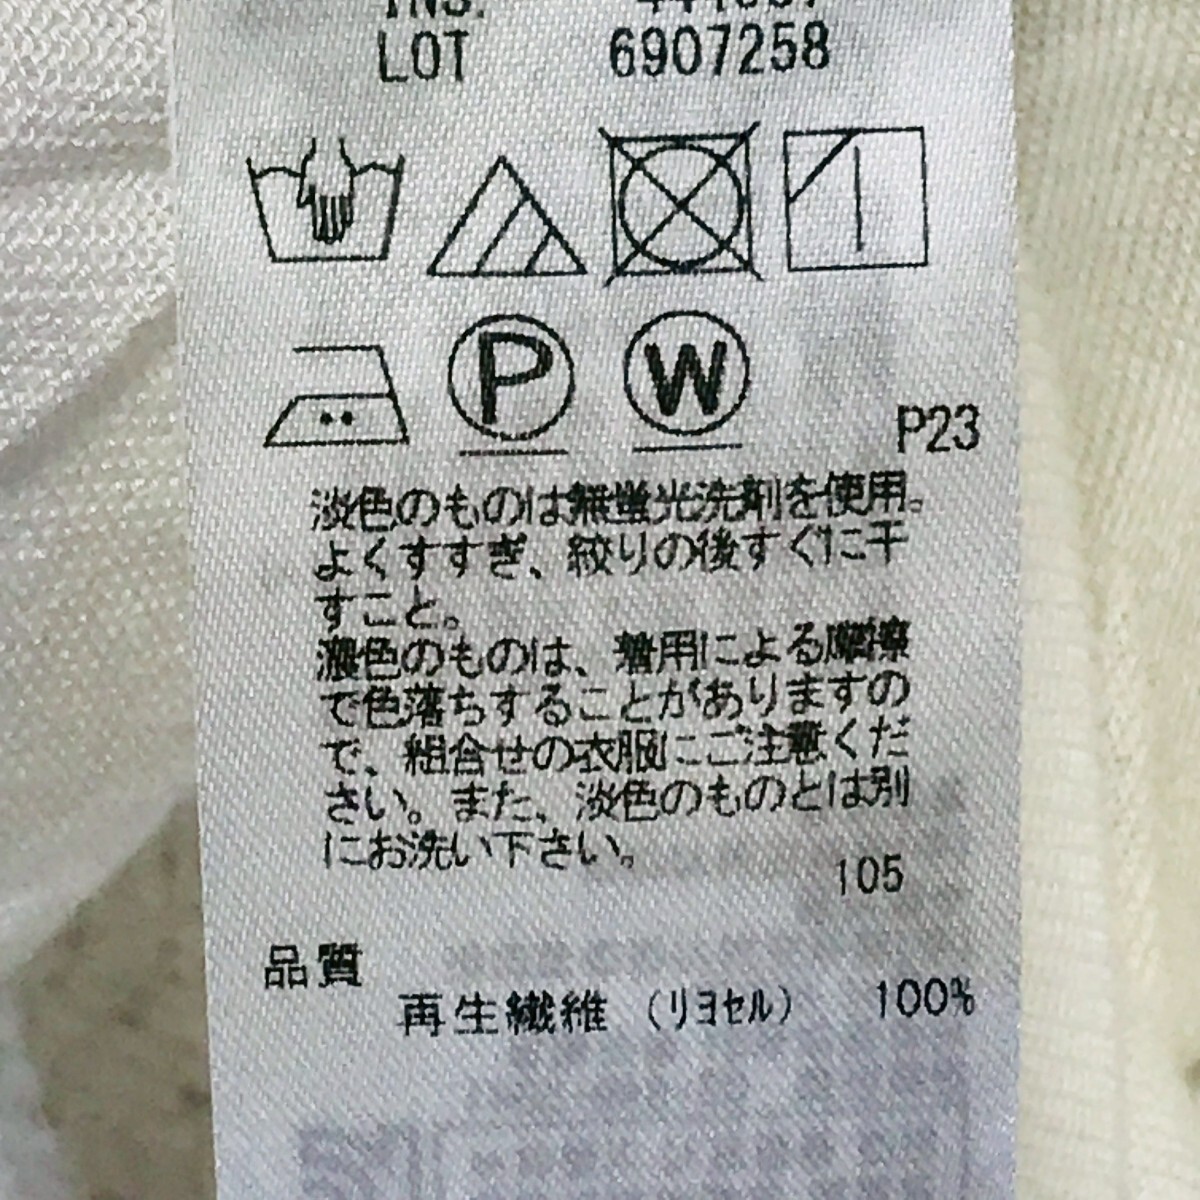 LOT 6907258
P
W
P23
淡色のものは無蛍光洗剤を使用。
よくすすぎ、絞りの後すぐに干
すこと。
濃色のものは、着用による摩擦
で色落ちすることがありますの
で、組合せの衣服にご注意くだ
さい。また、淡色のものとは別
にお洗い下さい。
105
品質
再生繊維（リヨセル） 100%